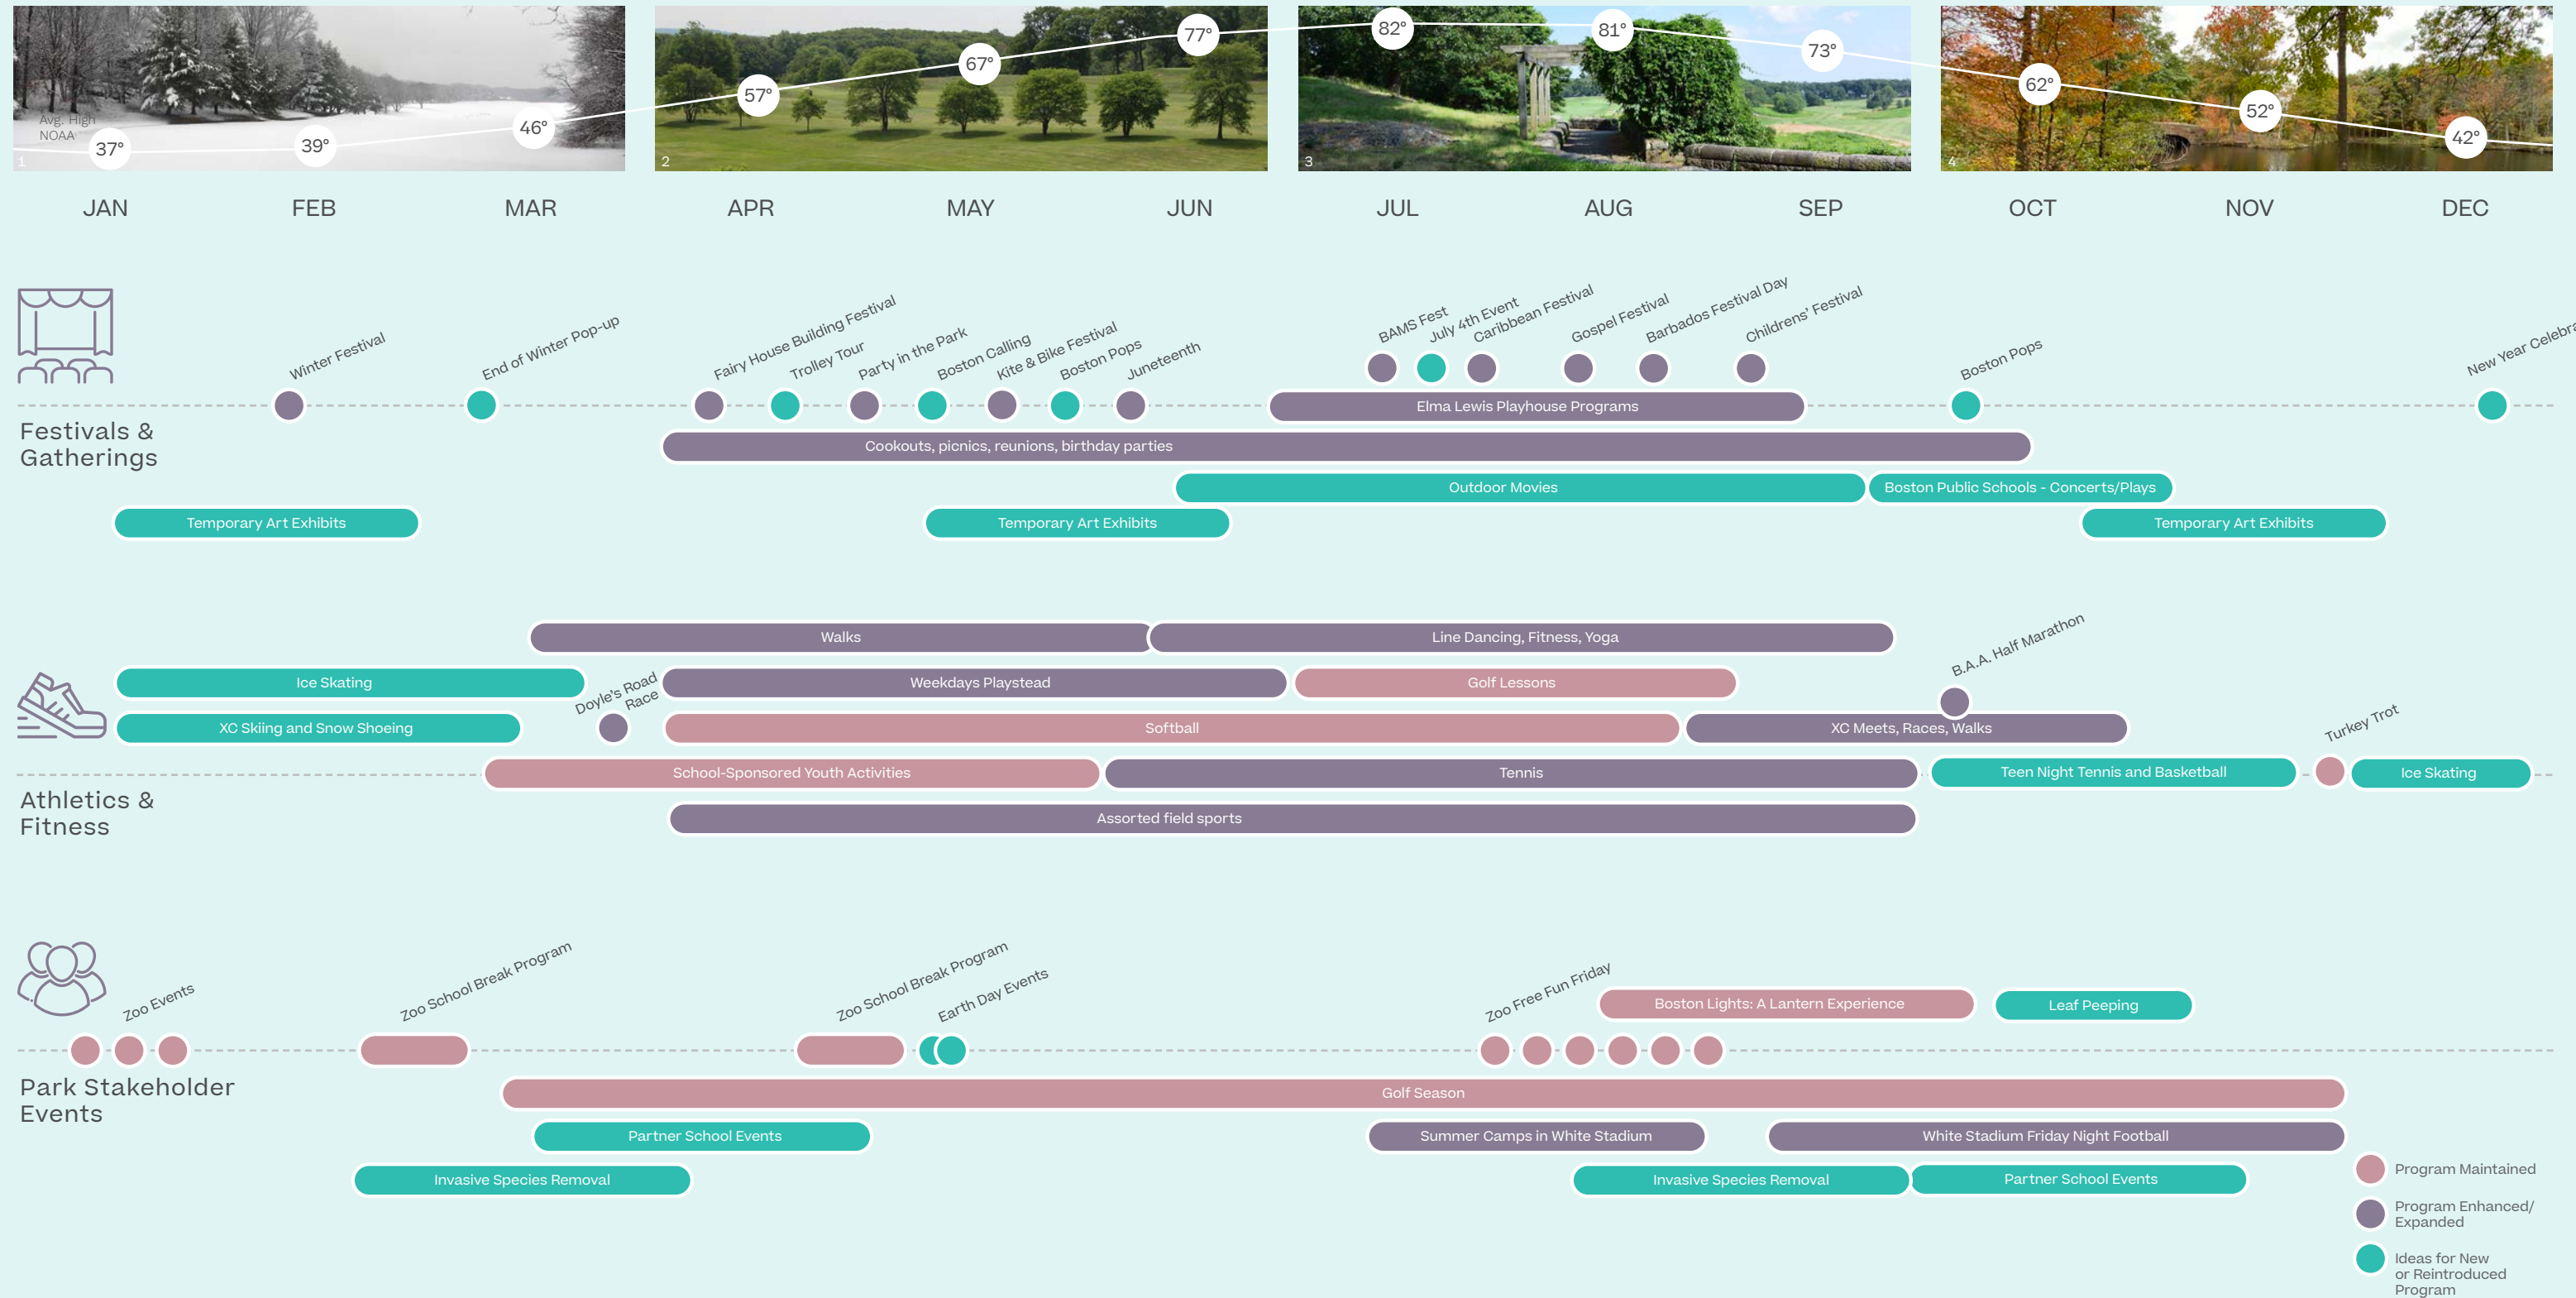 Avg. High
NOAA
37°
39°
46°
57°
67°
77°
82°
81°
73°
62°
52°
42°
1
2
3
4
JAN
FEB
MAR
APR
MAY
JUN
JUL
AUG
SEP
OCT
NOV
DEC
Festivals &
Gatherings
Winter Festival
End of Winter Pop-up
Fairy House Building Festival
Trolley Tour
Party in the Park
Boston Calling
Kite & Bike Festival
Boston Pops
Juneteenth
BAMS Fest
July 4th Event
Caribbean Festival
Gospel Festival
Barbados Festival Day
Childrens' Festival
Boston Pops
New Year Celebra
Elma Lewis Playhouse Programs
Cookouts, picnics, reunions, birthday parties
Outdoor Movies
Boston Public Schools - Concerts/Plays
Temporary Art Exhibits
Temporary Art Exhibits
Temporary Art Exhibits
Athletics &
Fitness
Walks
Line Dancing, Fitness, Yoga
B.A.A. Half Marathon
Ice Skating
Doyle's Road
Race
Weekdays Playstead
Golf Lessons
XC Skiing and Snow Shoeing
Softball
XC Meets, Races, Walks
Turkey Trot
School-Sponsored Youth Activities
Tennis
Teen Night Tennis and Basketball
Ice Skating
Assorted field sports
Park Stakeholder
Events
Zoo Events
Zoo School Break Program
Zoo School Break Program
Earth Day Events
Zoo Free Fun Friday
Boston Lights: A Lantern Experience
Leaf Peeping
Golf Season
Partner School Events
Summer Camps in White Stadium
White Stadium Friday Night Football
Invasive Species Removal
Invasive Species Removal
Partner School Events
Program Maintained
Program Enhanced/
Expanded
Ideas for New
or Reintroduced
Program